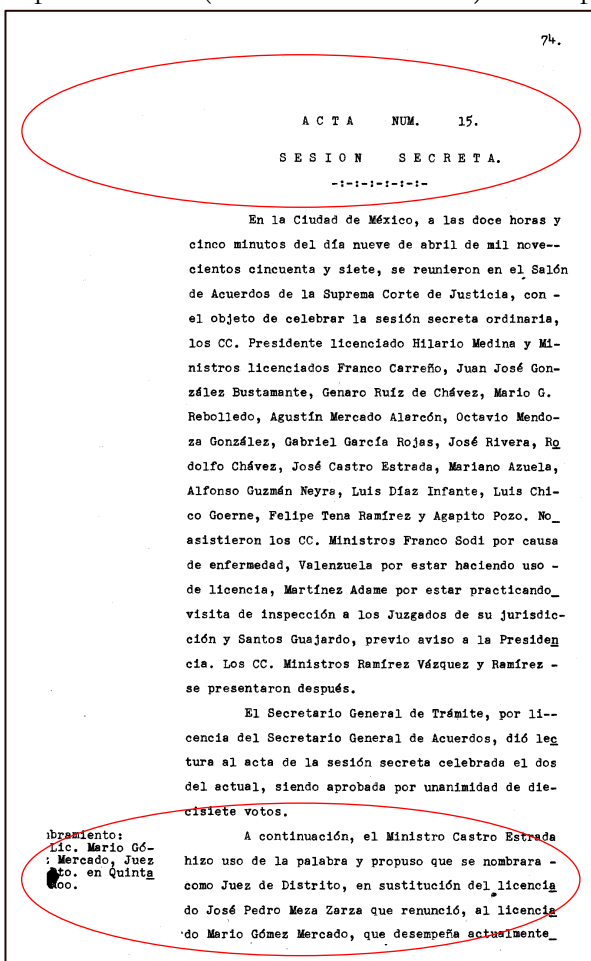 74.
A C T A NUM. 15.
S E S I O N S E C R E T A.
-:-:-:-:-:-:-
En la Ciudad de México, a las doce horas y
cinco minutos del día nueve de abril de mil nove--
cientos cincuenta y siete, se reunieron en el Salón
de Acuerdos de la Suprema Corte de Justicia, con -
el objeto de celebrar la sesión secreta ordinaria,
los CC. Presidente licenciado Hilario Medina y Mi-
nistros licenciados Franco Carreño, Juan José Gon-
zález Bustamante, Genaro Ruíz de Chávez, Mario G.
Rebolledo, Agustín Mercado Alarcón, Octavio Mendo-
za González, Gabriel García Rojas, José Rivera, Ro
dolfo Chávez, José Castro Estrada, Mariano Azuela,
Alfonso Guzmán Neyra, Luis Díaz Infante, Luis Chi-
co Goerne, Felipe Tena Ramírez y Agapito Pozo. No_
asistieron los CC. Ministros Franco Sodi por causa
de enfermedad, Valenzuela por estar haciendo uso -
de licencia, Martínez Adame por estar practicando_
visita de inspección a los Juzgados de su jurisdic-
ción y Santos Guajardo, previo aviso a la Presiden
cia. Los CC. Ministros Ramírez Vázquez y Ramírez -
se presentaron después.
El Secretario General de Trámite, por li--
cencia del Secretario General de Acuerdos, dió lec
tura al acta de la sesión secreta celebrada el dos
del actual, siendo aprobada por unanimidad de die-
cisiete votos.
bramiento:
Lic. Mario Gó-
: Mercado, Juez
to. en Quinta
oo.
A continuación, el Ministro Castro Estrada
hizo uso de la palabra y propuso que se nombrara -
como Juez de Distrito, en sustitución del licencia
do José Pedro Meza Zarza que renunció, al licencia
do Mario Gómez Mercado, que desempeña actualmente_